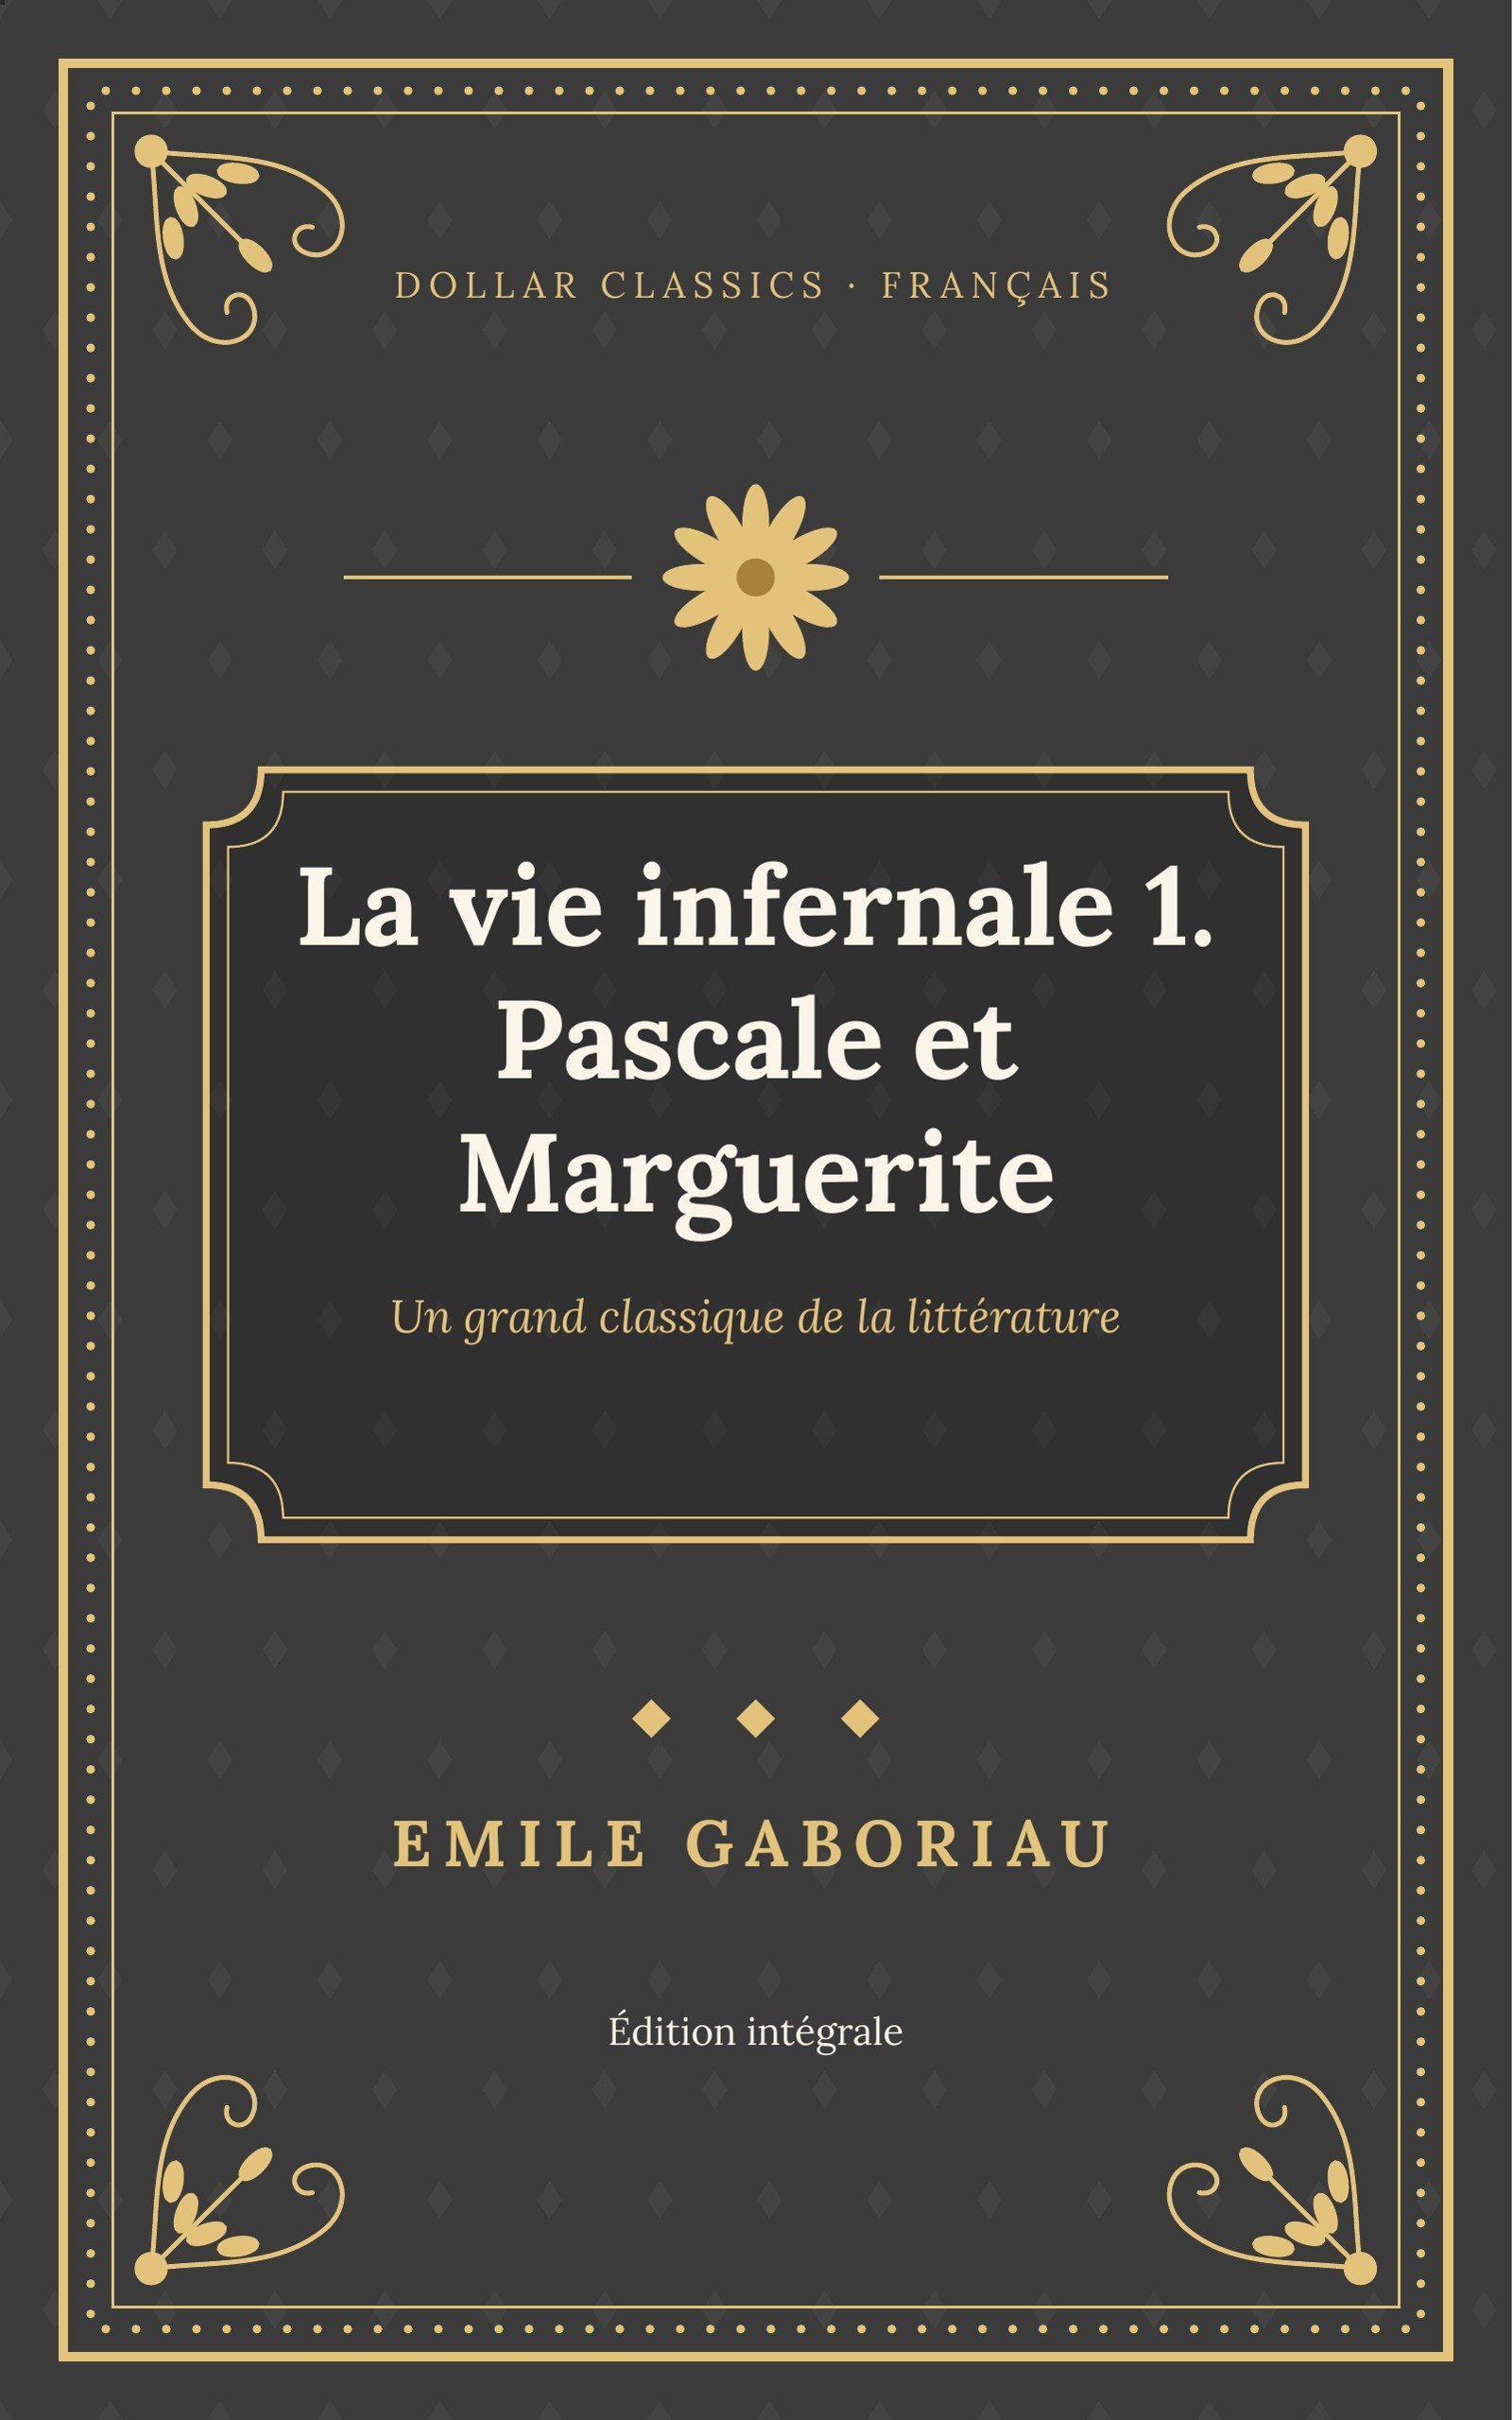 DOLLAR CLASSICS · FRANÇAIS
La vie infernale 1.
Pascale et
Marguerite
Un grand classique de la littérature
EMILE GABORIAU
Édition intégrale